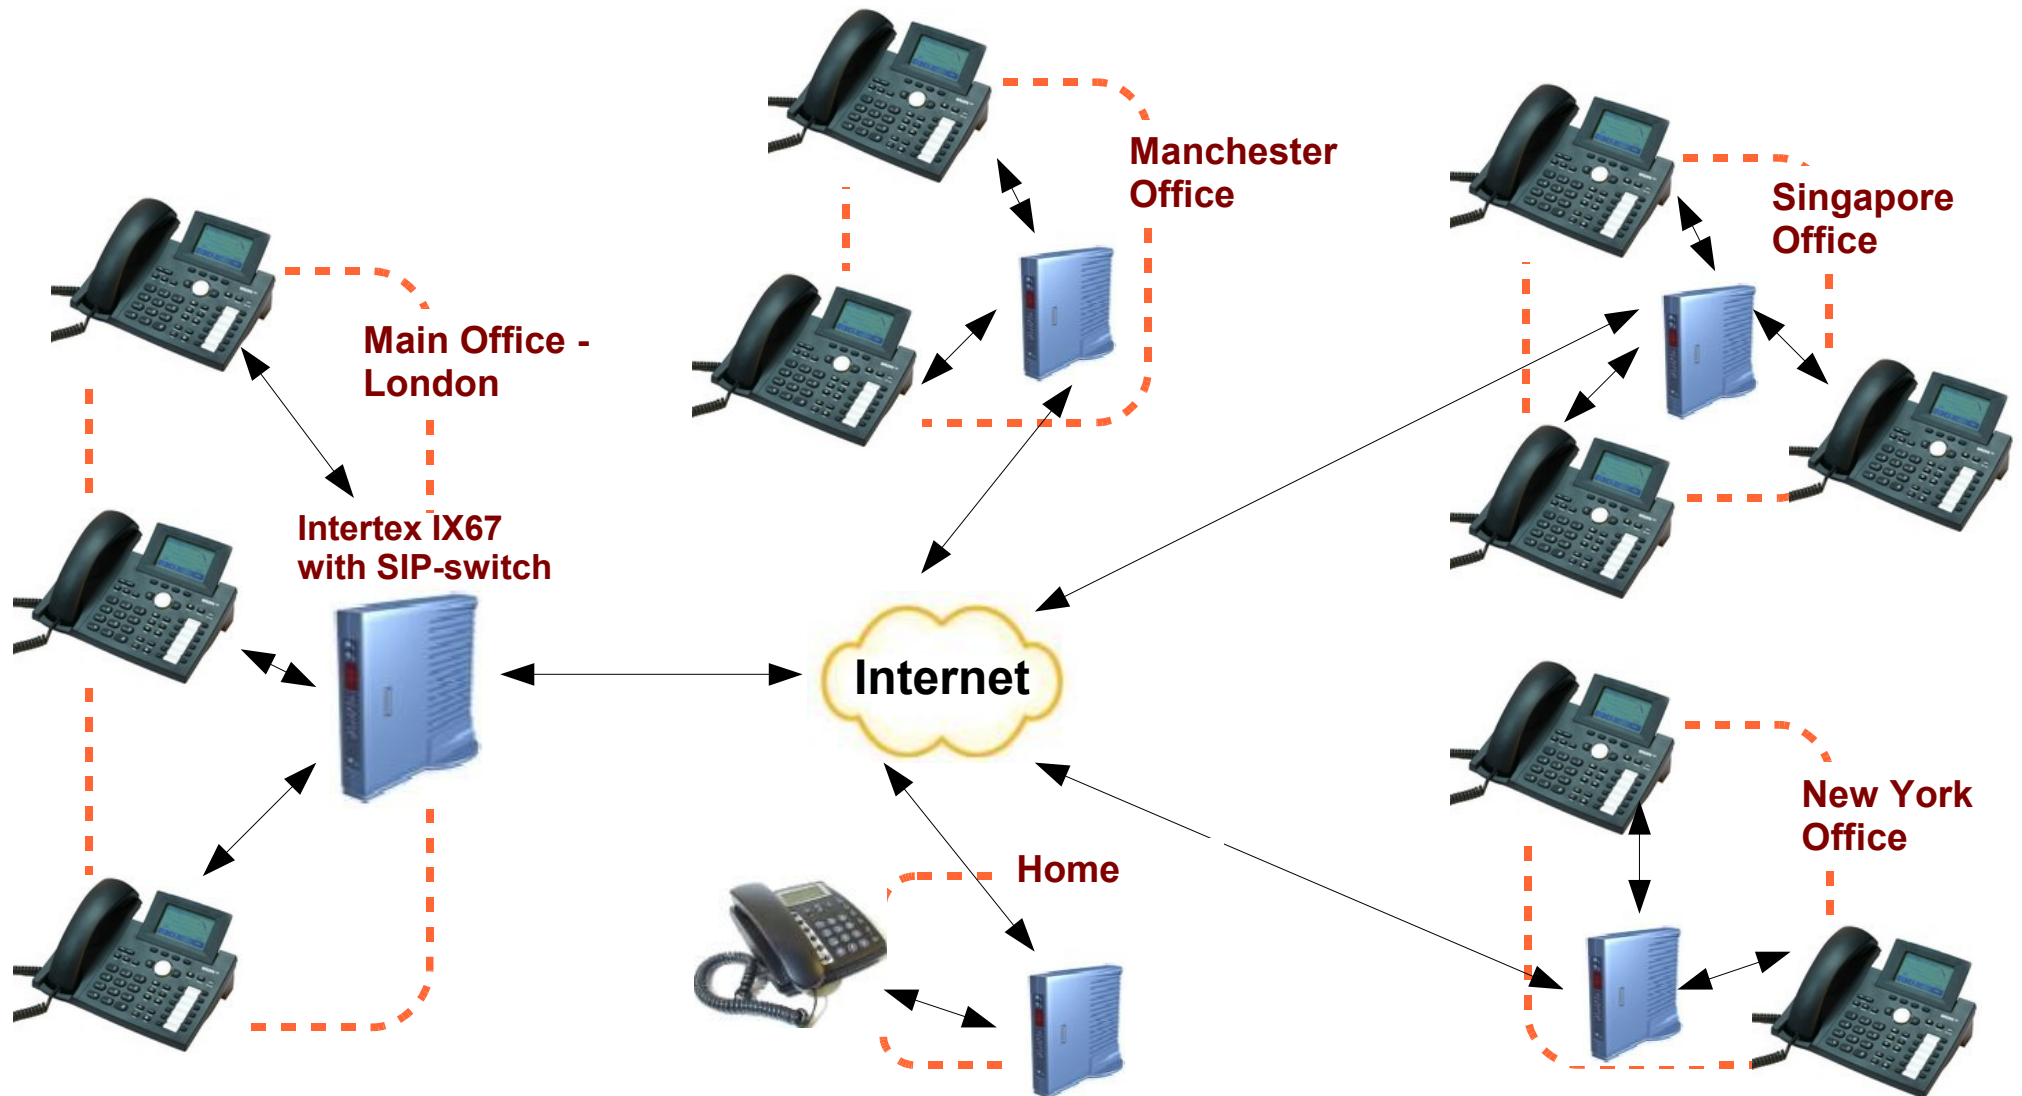 Manchester
Office
Singapore
Office
Main Office -
London
Intertex IX67
with SIP-switch
Internet
New York
Office
Home